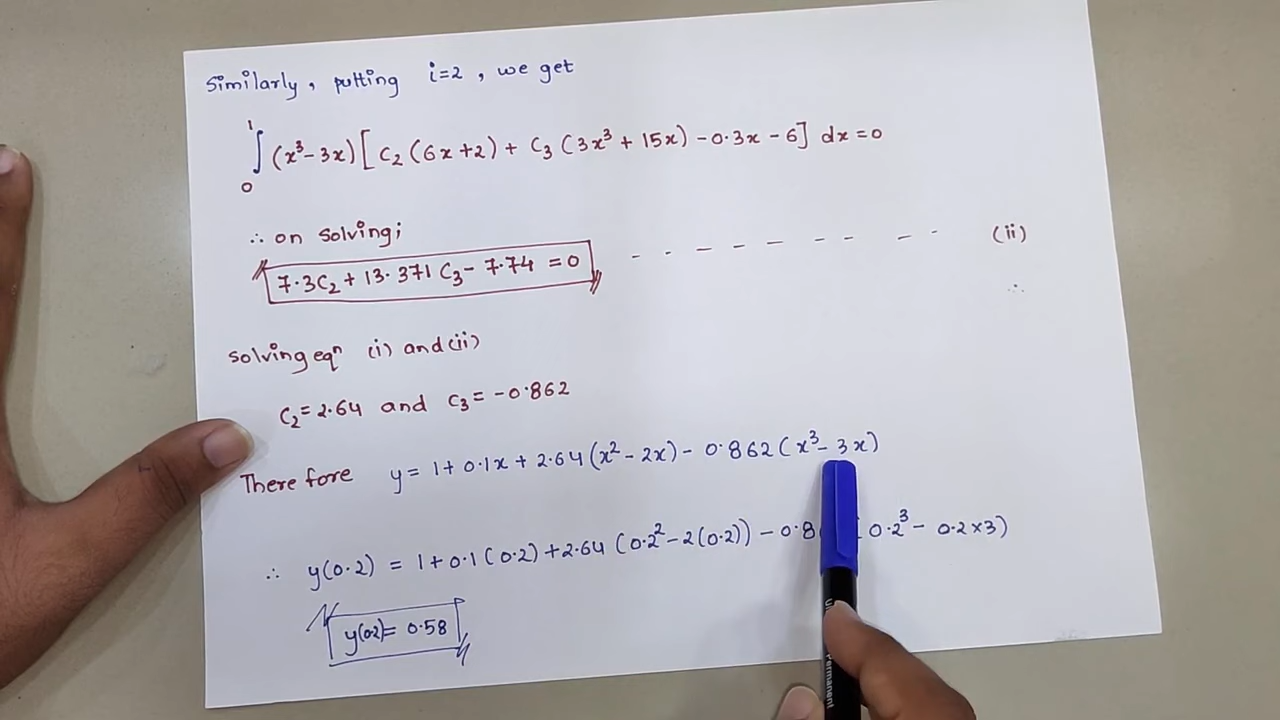 Similarly, putting i=2, we get
∫₀¹ (x³-3x) [c₂ (6x+2) + c₃ (3x³ + 15x) - 0.3x - 6] dx = 0
∴ on solving;
7.3c₂ + 13.371 c₃ - 7.74 = 0 - - - - - - - - - (ii)
solving eqⁿ (i) and (ii)
c₂ = 2.64 and c₃ = -0.862
Therefore y = 1 + 0.1x + 2.64 (x² - 2x) - 0.862 (x³ - 3x)
∴ y(0.2) = 1 + 0.1 (0.2) + 2.64 (0.2² - 2(0.2)) - 0.8 0.2³ - 0.2×3)
y(0.2) = 0.58
Permanent